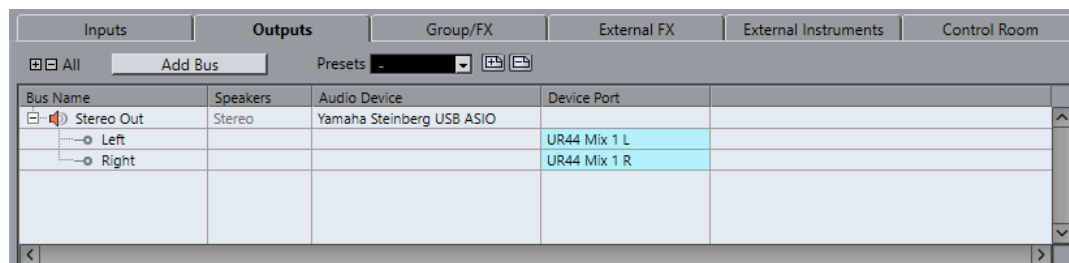 Inputs Outputs Group/FX External FX External Instruments Control Room
All Add Bus Presets -
Bus Name Speakers Audio Device Device Port
Stereo Out Stereo Yamaha Steinberg USB ASIO
Left UR44 Mix 1 L
Right UR44 Mix 1 R